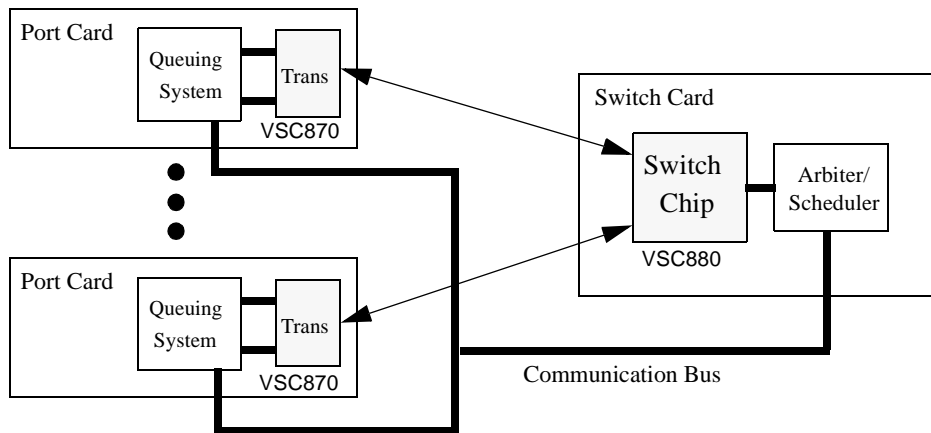 Port Card
Queuing
System
Trans
VSC870
Switch Card
Switch
Chip
VSC880
Arbiter/
Scheduler
Port Card
Queuing
System
Trans
VSC870
Communication Bus